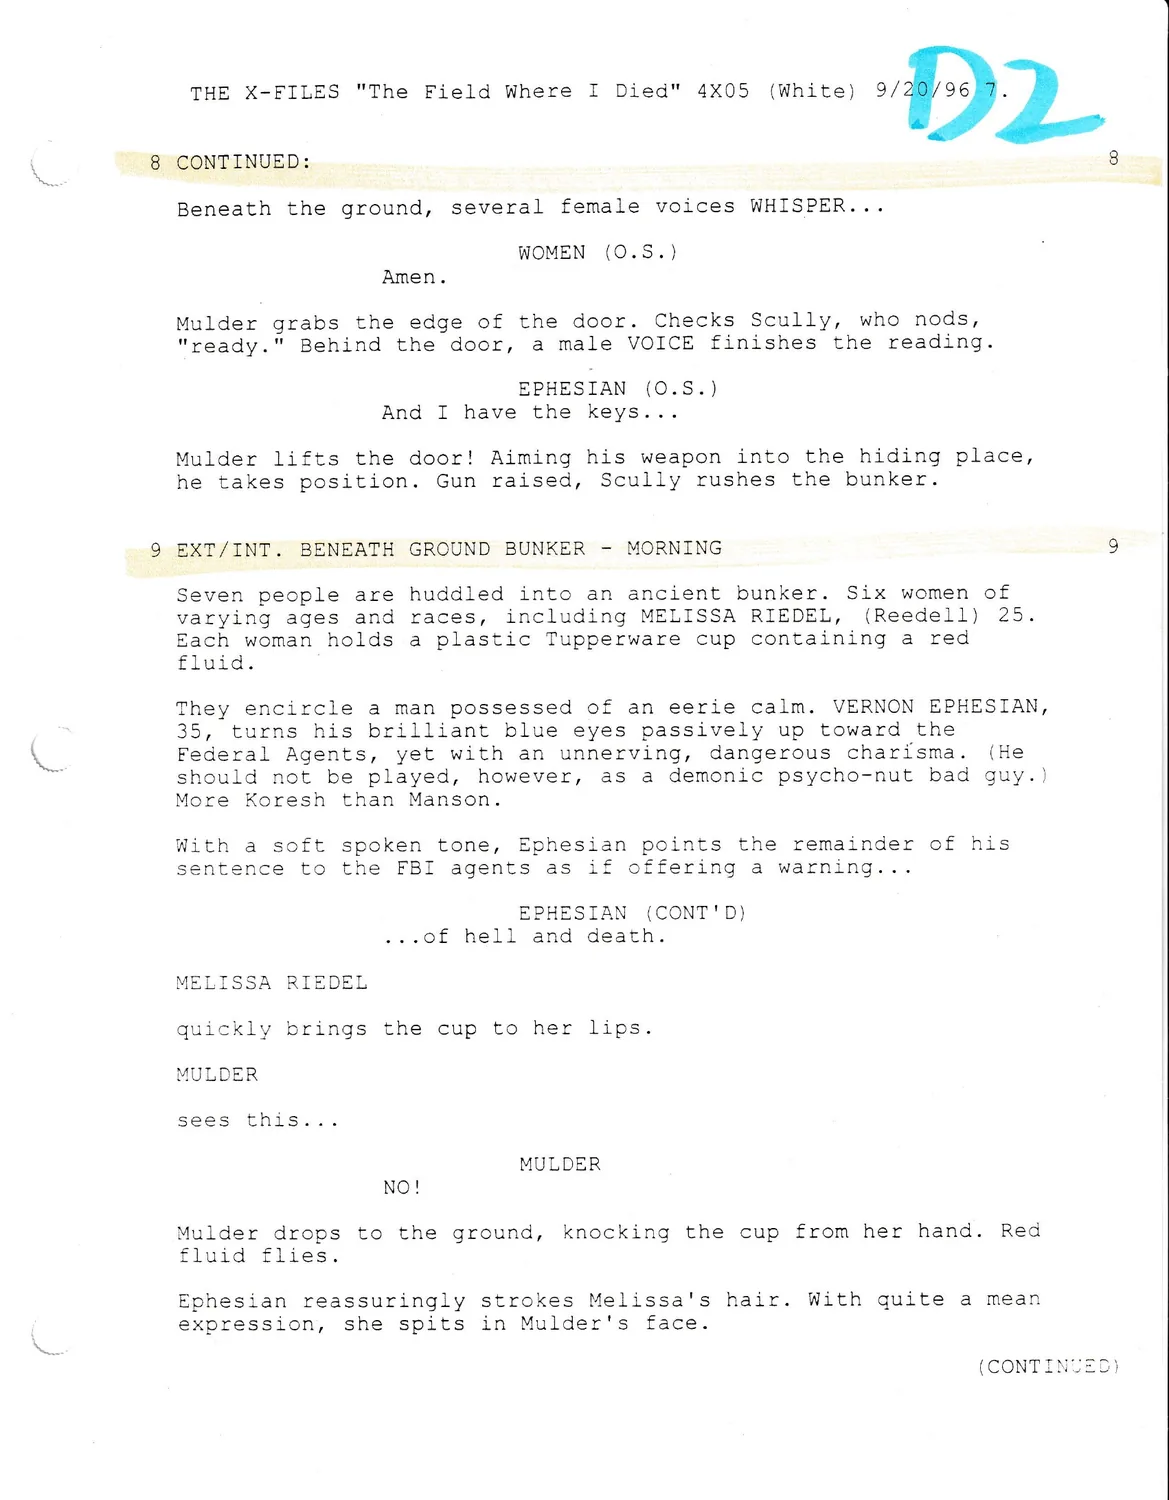 D2
THE X-FILES "The Field Where I Died" 4X05 (White) 9/20/96 7.
8 CONTINUED: 8
Beneath the ground, several female voices WHISPER...
WOMEN (O.S.)
Amen.
Mulder grabs the edge of the door. Checks Scully, who nods,
"ready." Behind the door, a male VOICE finishes the reading.
EPHESIAN (O.S.)
And I have the keys...
Mulder lifts the door! Aiming his weapon into the hiding place,
he takes position. Gun raised, Scully rushes the bunker.
9 EXT/INT. BENEATH GROUND BUNKER - MORNING 9
Seven people are huddled into an ancient bunker. Six women of
varying ages and races, including MELISSA RIEDEL, (Reedell) 25.
Each woman holds a plastic Tupperware cup containing a red
fluid.
They encircle a man possessed of an eerie calm. VERNON EPHESIAN,
35, turns his brilliant blue eyes passively up toward the
Federal Agents, yet with an unnerving, dangerous charisma. (He
should not be played, however, as a demonic psycho-nut bad guy.)
More Koresh than Manson.
With a soft spoken tone, Ephesian points the remainder of his
sentence to the FBI agents as if offering a warning...
EPHESIAN (CONT'D)
...of hell and death.
MELISSA RIEDEL
quickly brings the cup to her lips.
MULDER
sees this...
MULDER
NO!
Mulder drops to the ground, knocking the cup from her hand. Red
fluid flies.
Ephesian reassuringly strokes Melissa's hair. With quite a mean
expression, she spits in Mulder's face.
(CONTINUED)